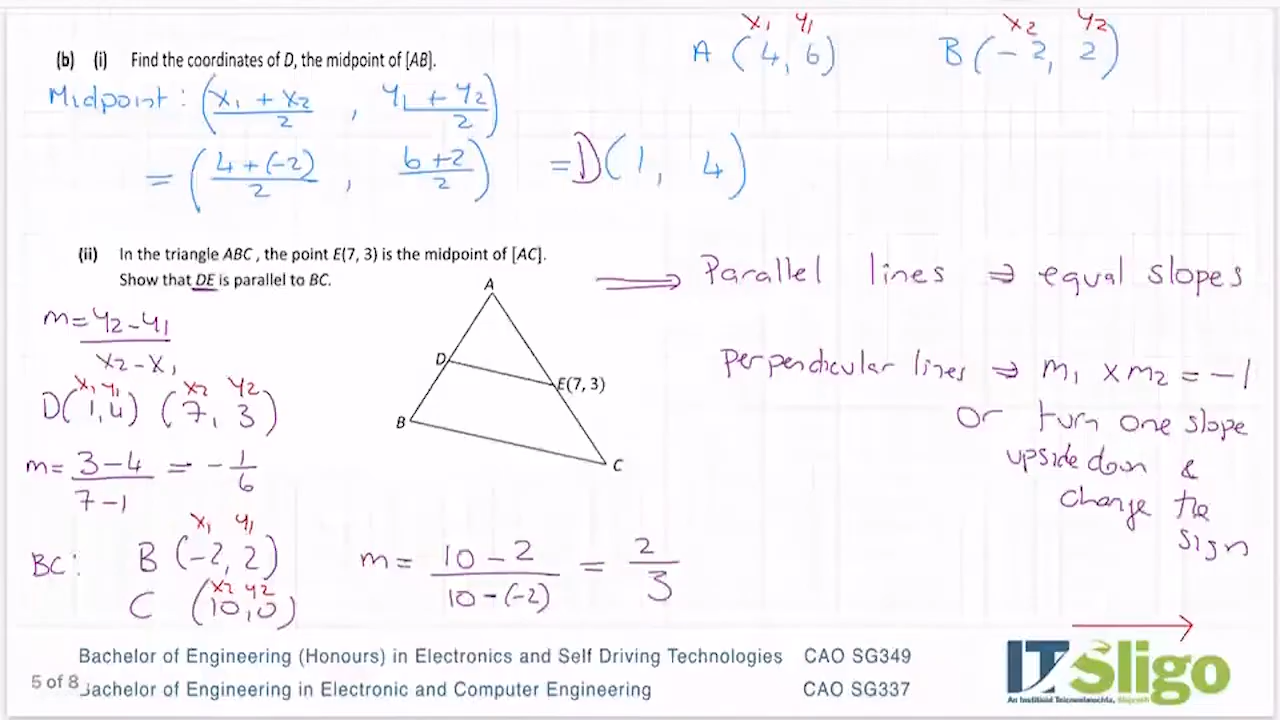 x₁ y₁ x₂ y₂
A (4, 6) B (-2, 2)
(b) (i) Find the coordinates of D, the midpoint of [AB].
Midpoint: (x₁ + x₂ / 2 , y₁ + y₂ / 2)
= (4 + (-2) / 2 , 6 + 2 / 2) = D(1, 4)
(ii) In the triangle ABC , the point E(7, 3) is the midpoint of [AC].
Show that DE is parallel to BC.
⟹ Parallel lines ⇒ equal slopes
A
D
E(7, 3)
B
C
m = y₂ - y₁ / x₂ - x₁
x₁ y₁ x₂ y₂
D(1, 4) (7, 3)
m = 3 - 4 / 7 - 1 = - 1/6
Perpendicular lines ⇒ m₁ × m₂ = -1
Or turn one slope
upside down &
change the
sign
x₁ y₁
BC: B (-2, 2)
x₂ y₂
C (10, 0)
m = 10 - 2 / 10 - (-2) = 2/3
Bachelor of Engineering (Honours) in Electronics and Self Driving Technologies CAO SG349
5 of 8
Bachelor of Engineering in Electronic and Computer Engineering CAO SG337
IT Sligo